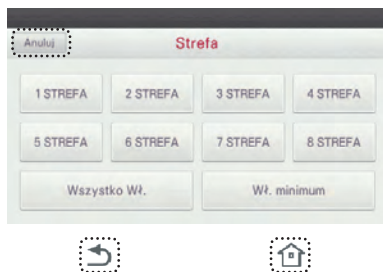 Anuluj Strefa
1 STREFA 2 STREFA 3 STREFA 4 STREFA
5 STREFA 6 STREFA 7 STREFA 8 STREFA
Wszystko Wł. Wł. minimum